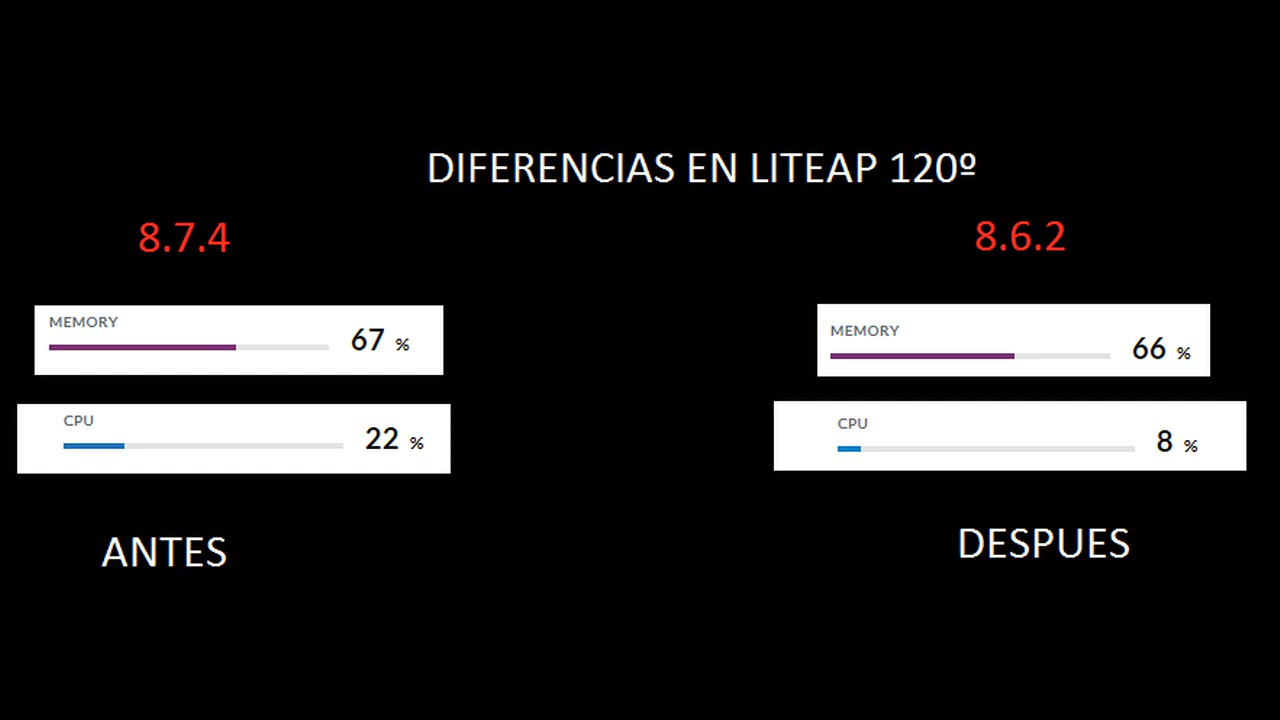 DIFERENCIAS EN LITEAP 120º
8.7.4
8.6.2
MEMORY
67 %
MEMORY
66 %
CPU
22 %
CPU
8 %
ANTES
DESPUES